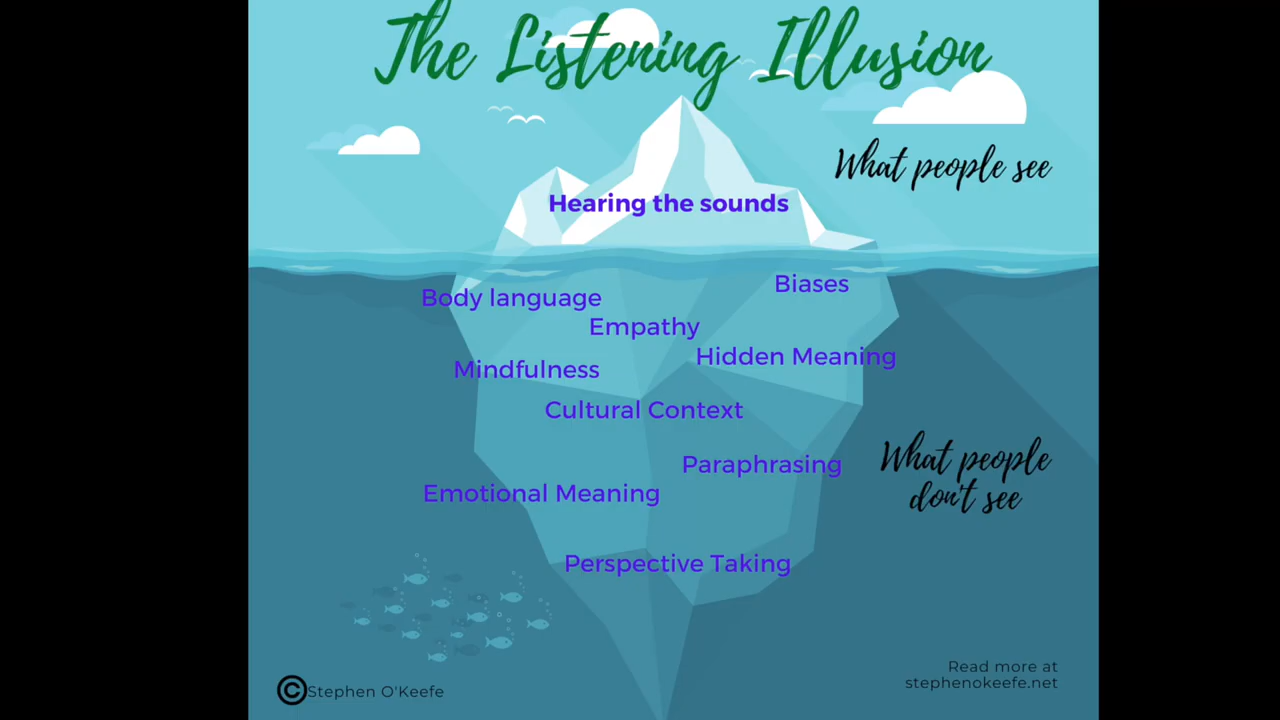 The Listening Illusion
What people see
Hearing the sounds
Biases
Body language
Empathy
Hidden Meaning
Mindfulness
Cultural Context
What people
don't see
Paraphrasing
Emotional Meaning
Perspective Taking
Read more at
stephenokeefe.net
©Stephen O'Keefe